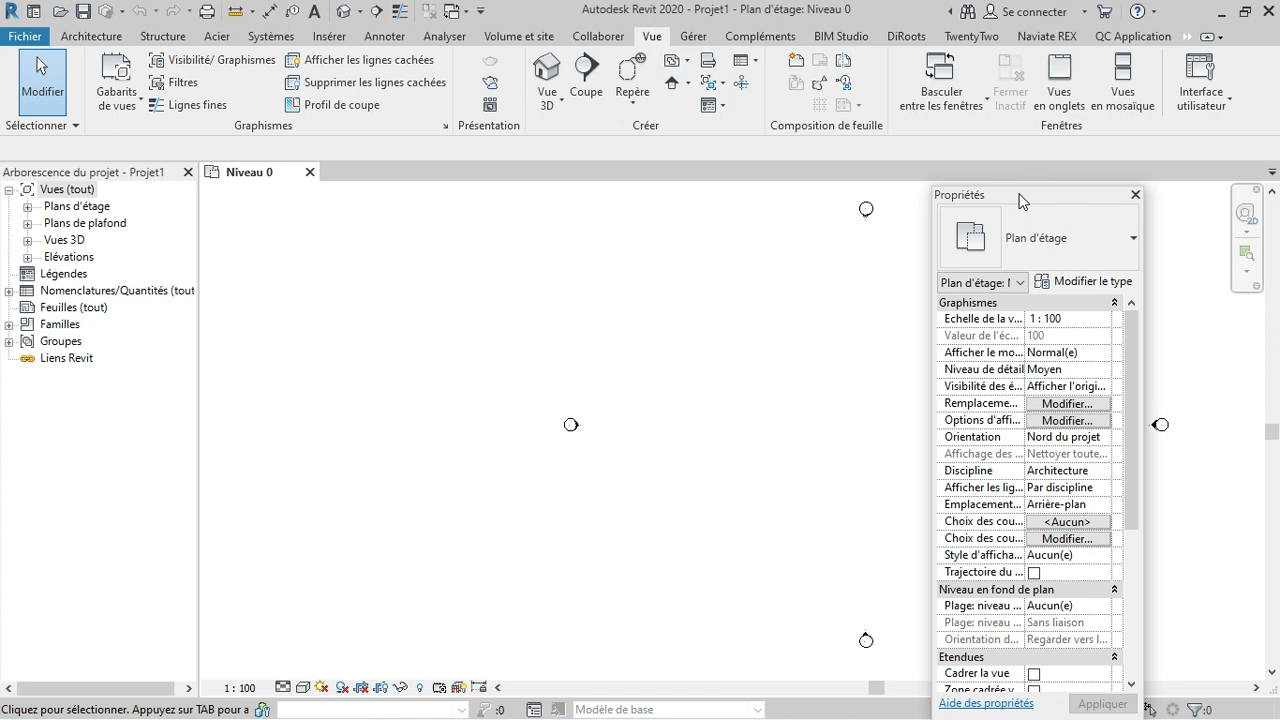 Autodesk Revit 2020 - Projet1 - Plan d'étage: Niveau 0
Se connecter
Fichier Architecture Structure Acier Systèmes Insérer Annoter Analyser Volume et site Collaborer Vue Gérer Compléments BIM Studio DiRoots TwentyTwo Naviate REX QC Application
Modifier
Gabarits
de vues
Visibilité/ Graphismes
Filtres
Lignes fines
Afficher les lignes cachées
Supprimer les lignes cachées
Profil de coupe
Vue
3D
Coupe
Repère
Basculer
entre les fenêtres
Fermer
Inactif
Vues
en onglets
Vues
en mosaïque
Interface
utilisateur
Sélectionner
Graphismes
Présentation
Créer
Composition de feuille
Fenêtres
Arborescence du projet - Projet1
Vues (tout)
Plans d'étage
Plans de plafond
Vues 3D
Elévations
Légendes
Nomenclatures/Quantités (tout
Feuilles (tout)
Familles
Groupes
Liens Revit
Niveau 0
Propriétés
Plan d'étage
Plan d'étage: N
Modifier le type
Graphismes
Echelle de la v... 1 : 100
Valeur de l'éc... 100
Afficher le mo... Normal(e)
Niveau de détail Moyen
Visibilité des é... Afficher l'origi...
Remplaceme... Modifier...
Options d'affi... Modifier...
Orientation Nord du projet
Affichage des ... Nettoyer toute...
Discipline Architecture
Afficher les lig... Par discipline
Emplacement... Arrière-plan
Choix des cou... <Aucun>
Choix des cou... Modifier...
Style d'afficha... Aucun(e)
Trajectoire du ...
Niveau en fond de plan
Plage: niveau ... Aucun(e)
Plage: niveau ... Sans liaison
Orientation d... Regarder vers l...
Etendues
Cadrer la vue
Zone cadrée v...
Aide des propriétés
Appliquer
2D
1 : 100
Cliquez pour sélectionner. Appuyez sur TAB pour a
:0
Modèle de base
:0